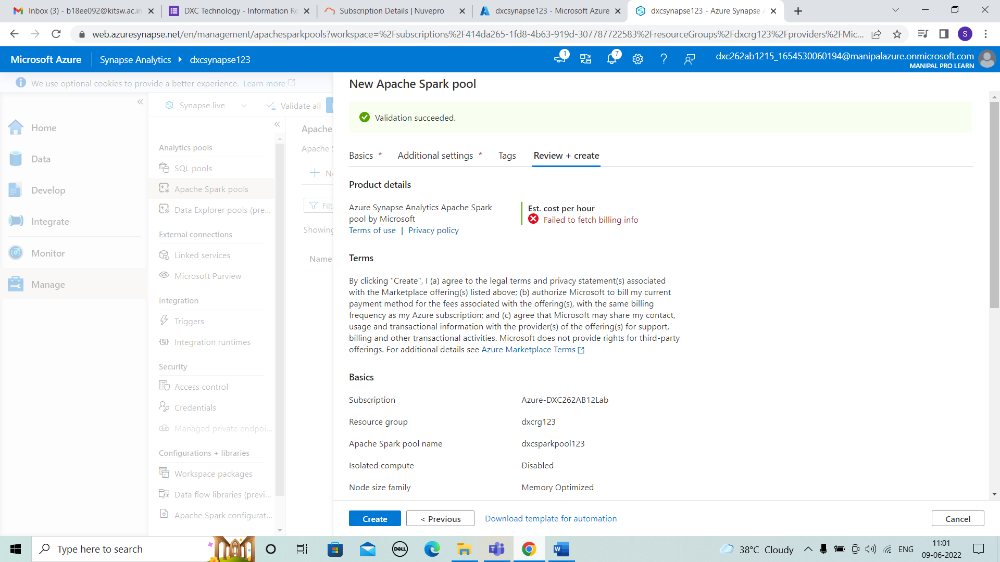 Inbox (3) - b18ee092@kitsw.ac.in
DXC Technology - Information Re
Subscription Details | Nuvepro
dxcsynapse123 - Microsoft Azure
dxcsynapse123 - Azure Synapse A
web.azuresynapse.net/en/management/apachesparkpools?workspace=%2Fsubscriptions%2F414da265-1fd8-4b63-919d-307787722583%2FresourceGroups%2Fdxcrg123%2Fproviders%2FMic...
S
Microsoft Azure
Synapse Analytics
dxcsynapse123
1
7
dxc262ab1215_1654530060194@manipalazure.onmicrosoft.com
MANIPAL PRO LEARN
We use optional cookies to provide a better experience. Learn more
Home
Data
Develop
Integrate
Monitor
Manage
Synapse live
Validate all
Analytics pools
SQL pools
Apache Spark pools
Data Explorer pools (pre...
External connections
Linked services
Microsoft Purview
Integration
Triggers
Integration runtimes
Security
Access control
Credentials
Managed private endpoi...
Configurations + libraries
Workspace packages
Data flow libraries (previ...
Apache Spark configurat...
Apache
Apache S
Ne
Filte
Showing
Name
New Apache Spark pool
Validation succeeded.
Basics *
Additional settings *
Tags
Review + create
Product details
Azure Synapse Analytics Apache Spark
pool by Microsoft
Terms of use | Privacy policy
Est. cost per hour
Failed to fetch billing info
Terms
By clicking "Create", I (a) agree to the legal terms and privacy statement(s) associated
with the Marketplace offering(s) listed above; (b) authorize Microsoft to bill my current
payment method for the fees associated with the offering(s), with the same billing
frequency as my Azure subscription; and (c) agree that Microsoft may share my contact,
usage and transactional information with the provider(s) of the offering(s) for support,
billing and other transactional activities. Microsoft does not provide rights for third-party
offerings. For additional details see Azure Marketplace Terms
Basics
Subscription Azure-DXC262AB12Lab
Resource group dxcrg123
Apache Spark pool name dxcsparkpool123
Isolated compute Disabled
Node size family Memory Optimized
Create
< Previous
Download template for automation
Cancel
Type here to search
DELL
38°C Cloudy
ENG
11:01
09-06-2022